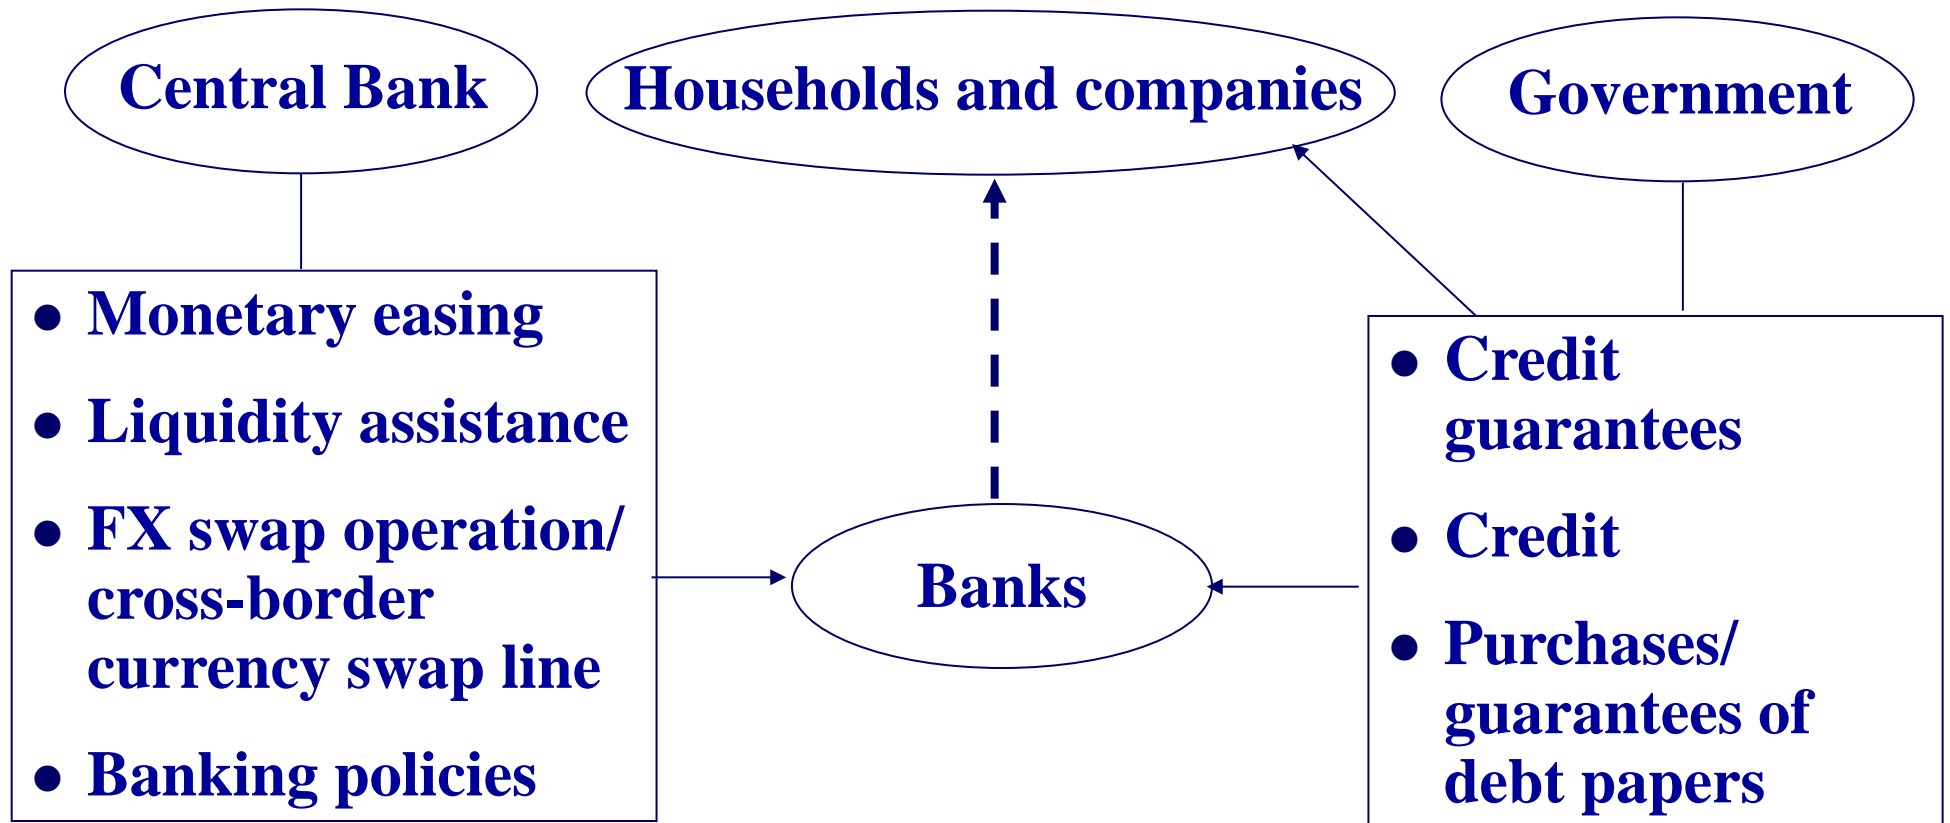 Central Bank
Households and companies
Government
● Monetary easing
● Liquidity assistance
● FX swap operation/
cross-border
currency swap line
● Banking policies
Banks
● Credit
guarantees
● Credit
● Purchases/
guarantees of
debt papers